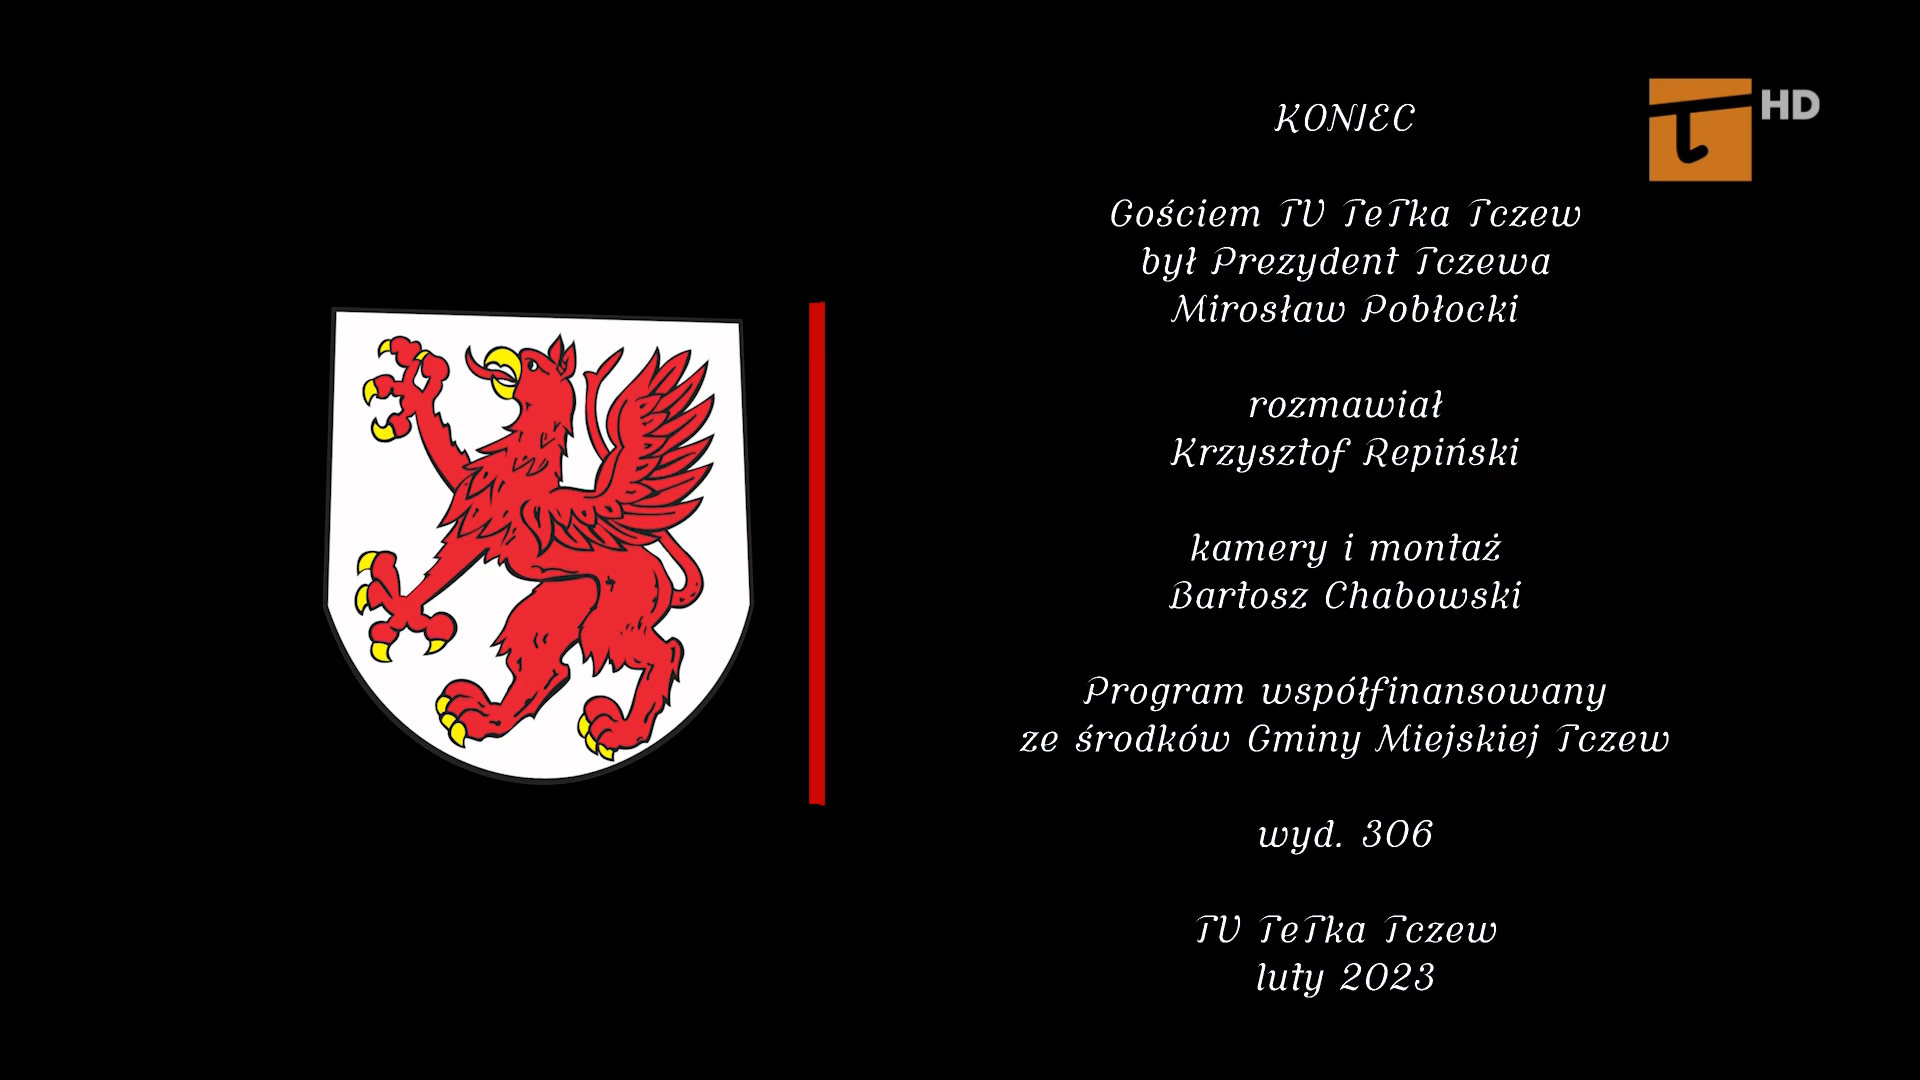 KONIEC
Gościem TV TeTka Tczew
był Prezydent Tczewa
Mirosław Pobłocki
rozmawiał
Krzysztof Repiński
kamery i montaż
Bartosz Chabowski
Program współfinansowany
ze środków Gminy Miejskiej Tczew
wyd. 306
TV TeTka Tczew
luty 2023
HD